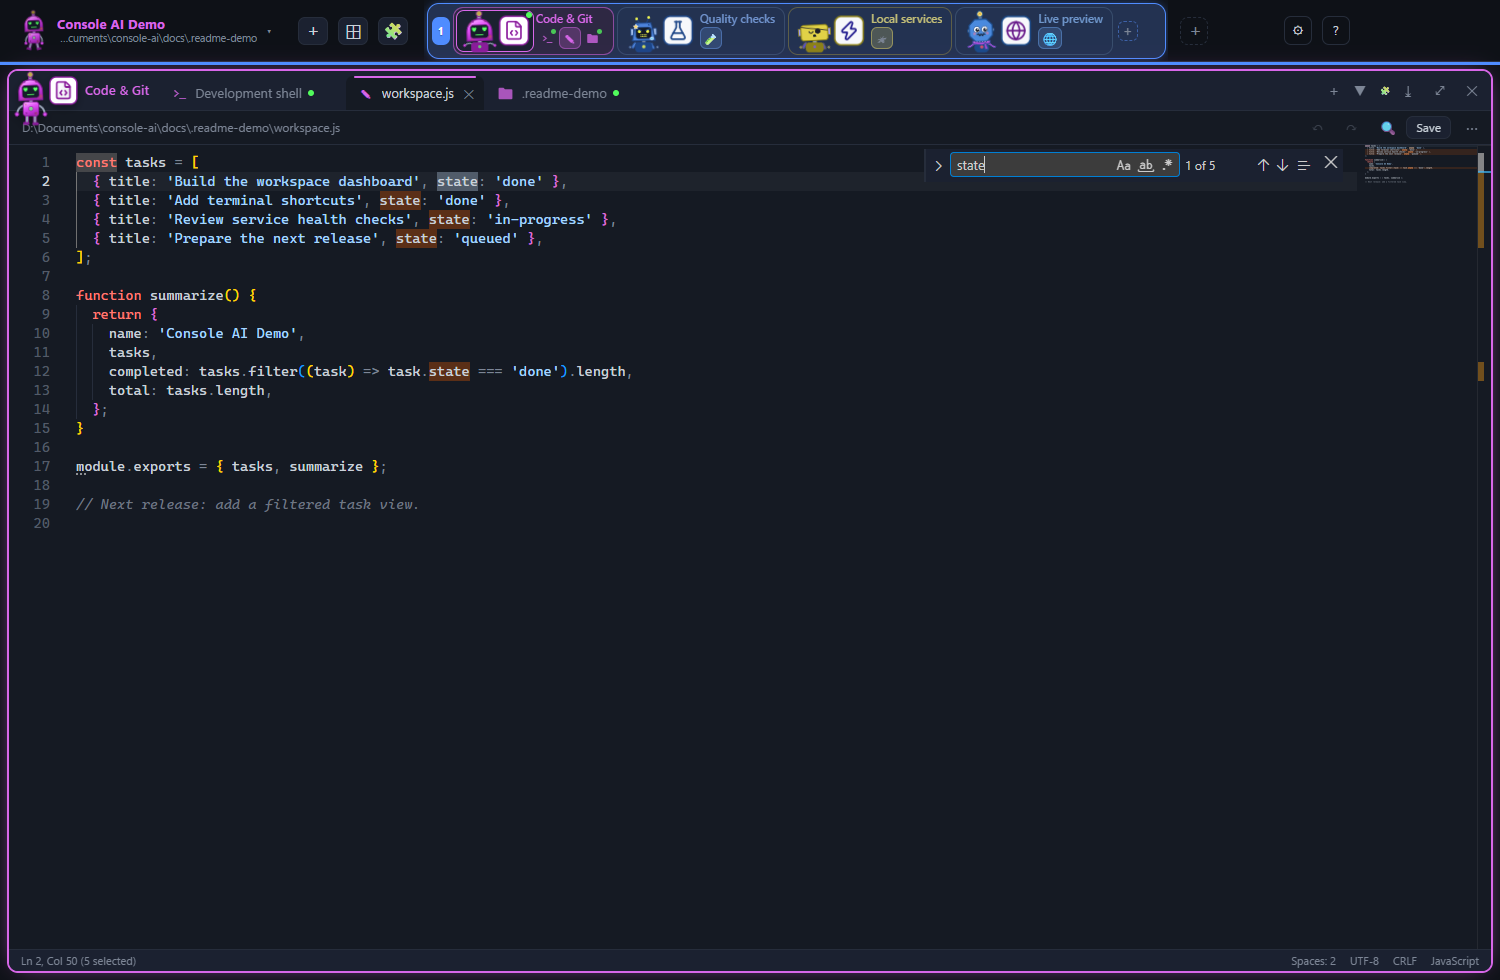 Console AI Demo
...cuments\console-ai\docs\.readme-demo
+
1
Code & Git
Quality checks
Local services
Live preview
+
+
?
Code & Git
Development shell
workspace.js
.readme-demo
D:\Documents\console-ai\docs\.readme-demo\workspace.js
Save
state
Aa
ab
.*
1 of 5
1 const tasks = [
2 { title: 'Build the workspace dashboard', state: 'done' },
3 { title: 'Add terminal shortcuts', state: 'done' },
4 { title: 'Review service health checks', state: 'in-progress' },
5 { title: 'Prepare the next release', state: 'queued' },
6 ];
7
8 function summarize() {
9 return {
10 name: 'Console AI Demo',
11 tasks,
12 completed: tasks.filter((task) => task.state === 'done').length,
13 total: tasks.length,
14 };
15 }
16
17 module.exports = { tasks, summarize };
18
19 // Next release: add a filtered task view.
20
Ln 2, Col 50 (5 selected)
Spaces: 2
UTF-8
CRLF
JavaScript